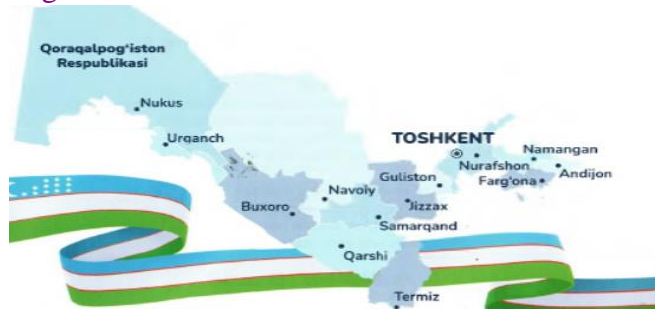 Qoraqalpog‘iston
Respublikasi
Nukus
Urganch
TOSHKENT
Namangan
Nurafshon
Andijon
Guliston
Farg‘ona
Navoiy
Buxoro
Jizzax
Samarqand
Qarshi
Termiz